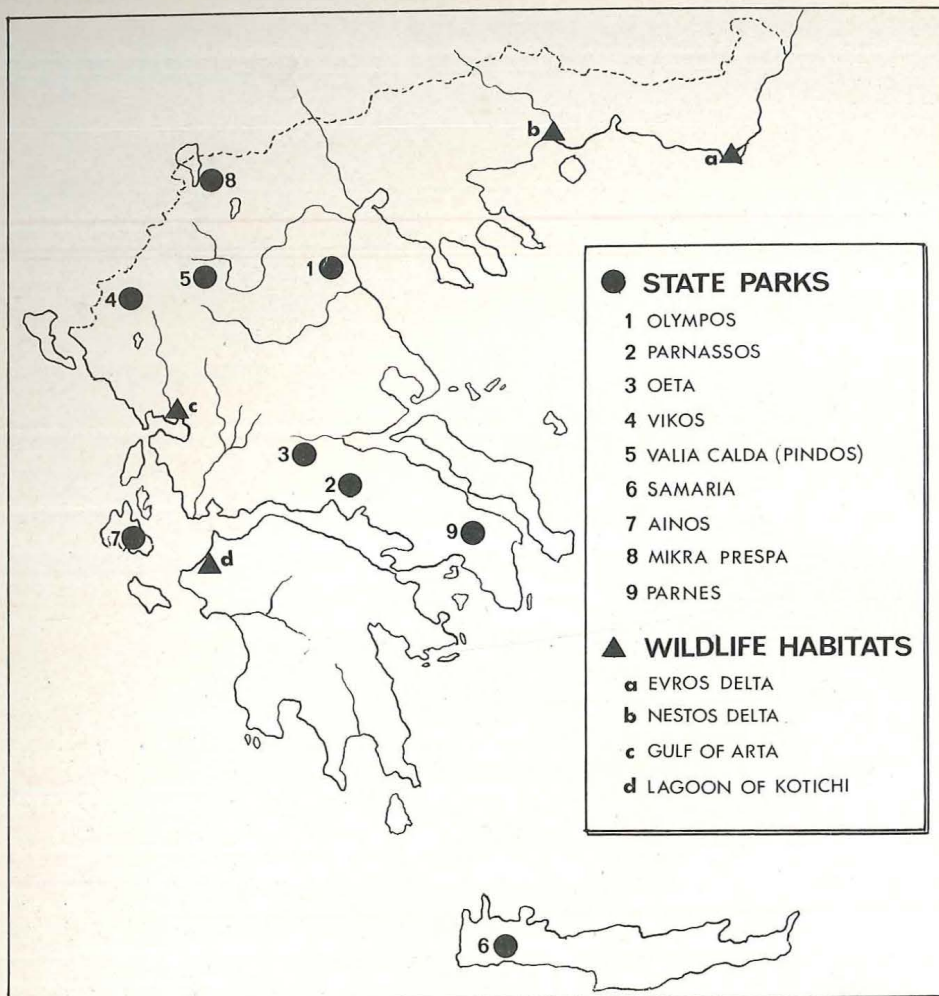 b
a
8
5
1
4
c
3
2
7
9
d
6
STATE PARKS
1 OLYMPOS
2 PARNASSOS
3 OETA
4 VIKOS
5 VALIA CALDA (PINDOS)
6 SAMARIA
7 AINOS
8 MIKRA PRESPA
9 PARNES
WILDLIFE HABITATS
a EVROS DELTA
b NESTOS DELTA
c GULF OF ARTA
d LAGOON OF KOTICHI